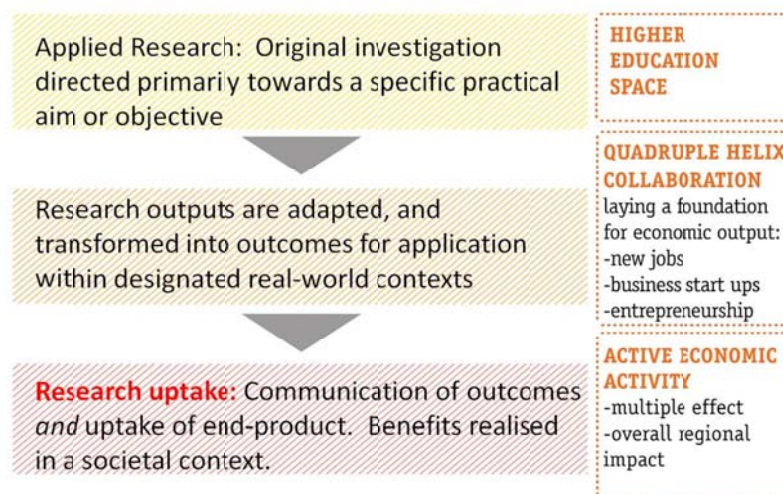 Applied Research: Original investigation
directed primarily towards a specific practical
aim or objective
HIGHER
EDUCATION
SPACE
Research outputs are adapted, and
transformed into outcomes for application
within designated real-world contexts
QUADRUPLE HELIX
COLLABORATION
laying a foundation
for economic output:
-new jobs
-business start ups
-entrepreneurship
Research uptake: Communication of outcomes
and uptake of end-product. Benefits realised
in a societal context.
ACTIVE ECONOMIC
ACTIVITY
-multiple effect
-overall regional
impact